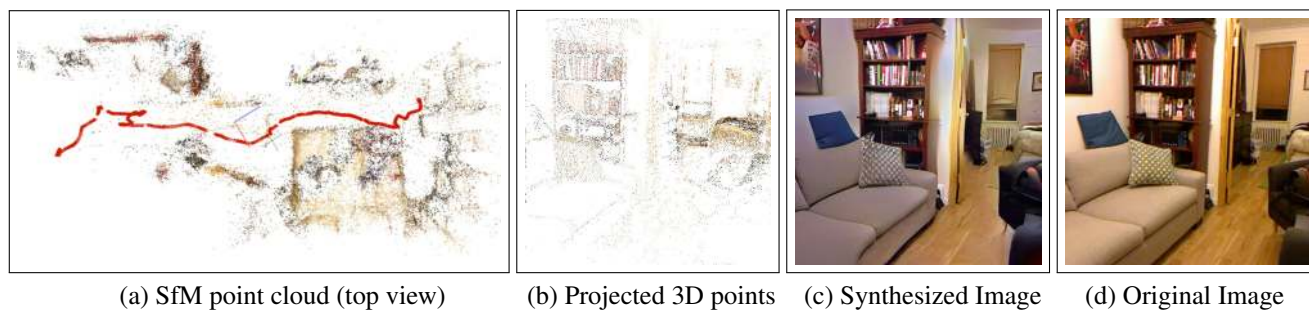 (a) SfM point cloud (top view)
(b) Projected 3D points
(c) Synthesized Image
(d) Original Image